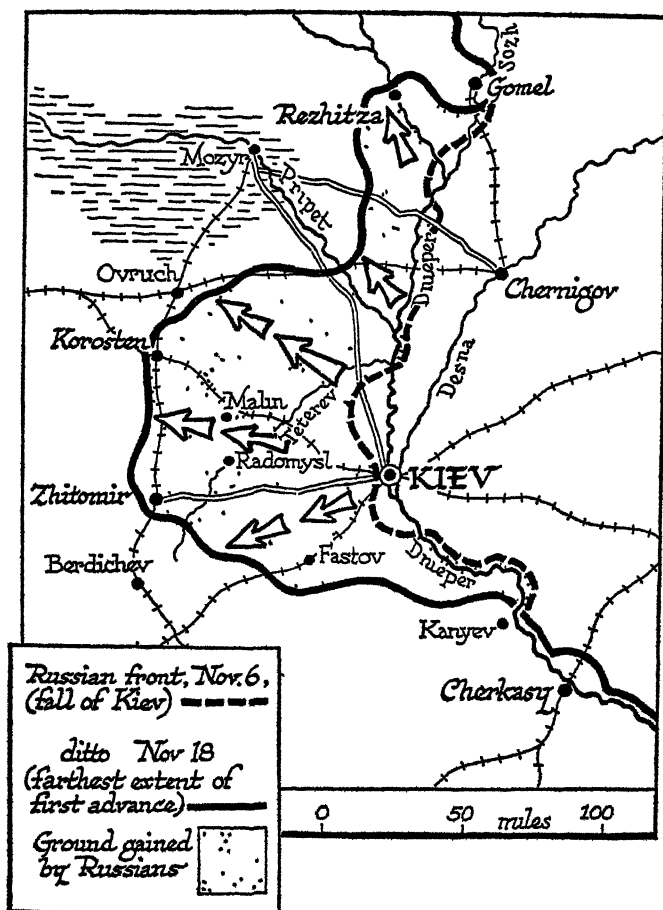 Sozh
Gomel
Rezhitza
Mozyr
Pripet
Dnieper
Ovruch
Chernigov
Korosten
Desna
Malin
Teterev
Radomysl
KIEV
Zhitomir
Fastov
Dnieper
Berdichev
Kanyev
Cherkasy
Russian front, Nov. 6,
(fall of Kiev)
ditto Nov 18
(farthest extent of
first advance)
Ground gained
by Russians
0 50 miles 100